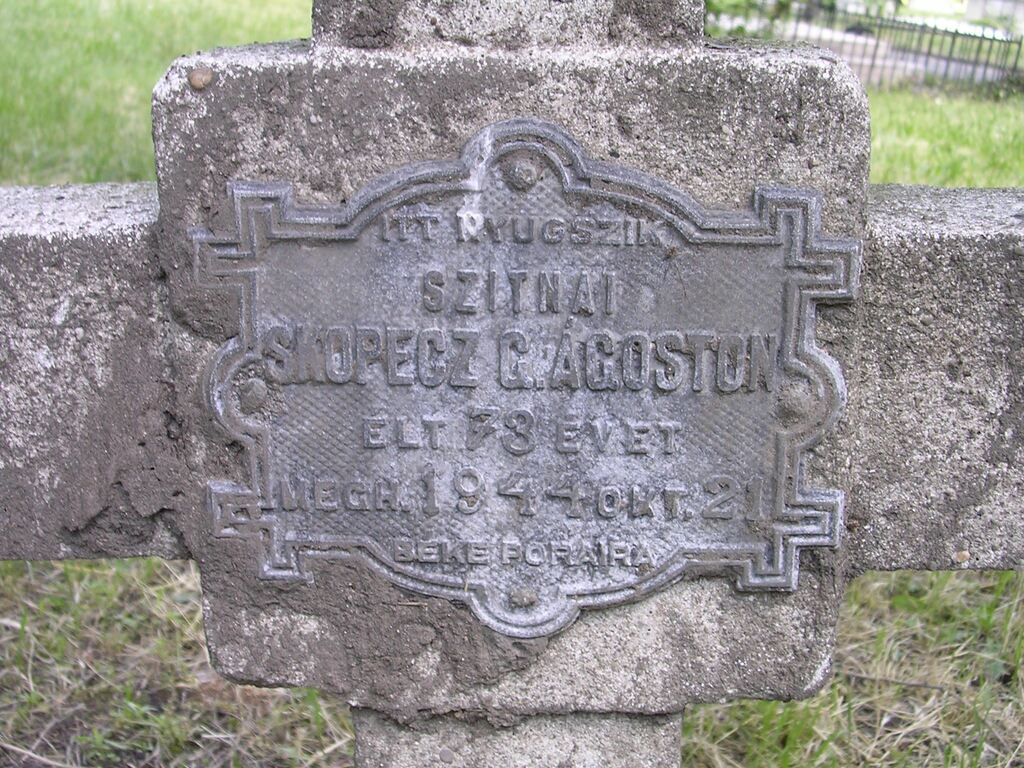 ITT NYUGSZIK
SZITNAI
SKOPECZ G. ÁGOSTON
ÉLT 73 ÉVET
MEGH. 1944 OKT. 21
BÉKE PORAIRA